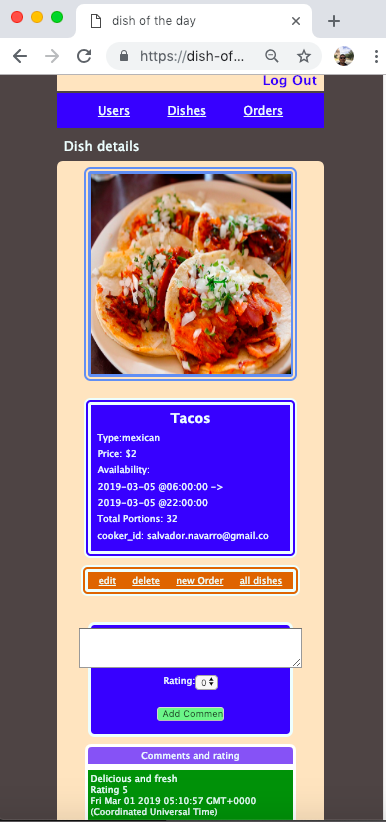 dish of the day
https://dish-of...
Log Out
Users Dishes Orders
Dish details
Tacos
Type:mexican
Price: $2
Availability:
2019-03-05 @06:00:00 ->
2019-03-05 @22:00:00
Total Portions: 32
cooker_id: salvador.navarro@gmail.co
edit delete new Order all dishes
Rating: 0
Add Commen
Comments and rating
Delicious and fresh
Rating 5
Fri Mar 01 2019 05:10:57 GMT+0000
(Coordinated Universal Time)